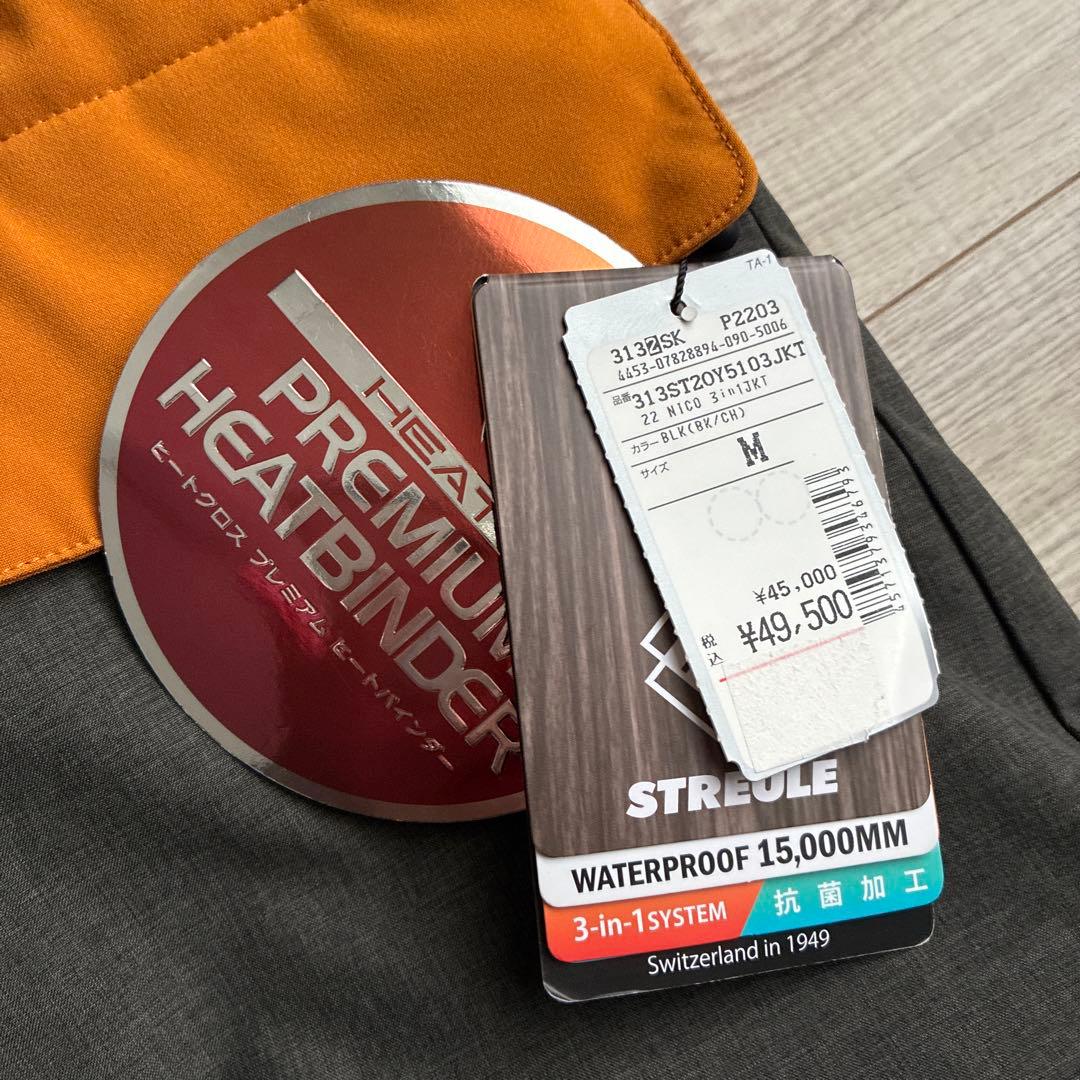 HEAT
PREMIUM
HEATBINDER
ヒートクロス プレミアム ヒートバインダー
TA-1
3132SK P2203
4453-07828894-090-5006
品番 313ST2OY5103JKT
22 NICO 3in1JKT
カラー BLK(BK/CH)
サイズ M
¥45,000
税込 ¥49,500
STREULE
WATERPROOF 15,000MM
3-in-1 SYSTEM 抗菌加工
Switzerland in 1949